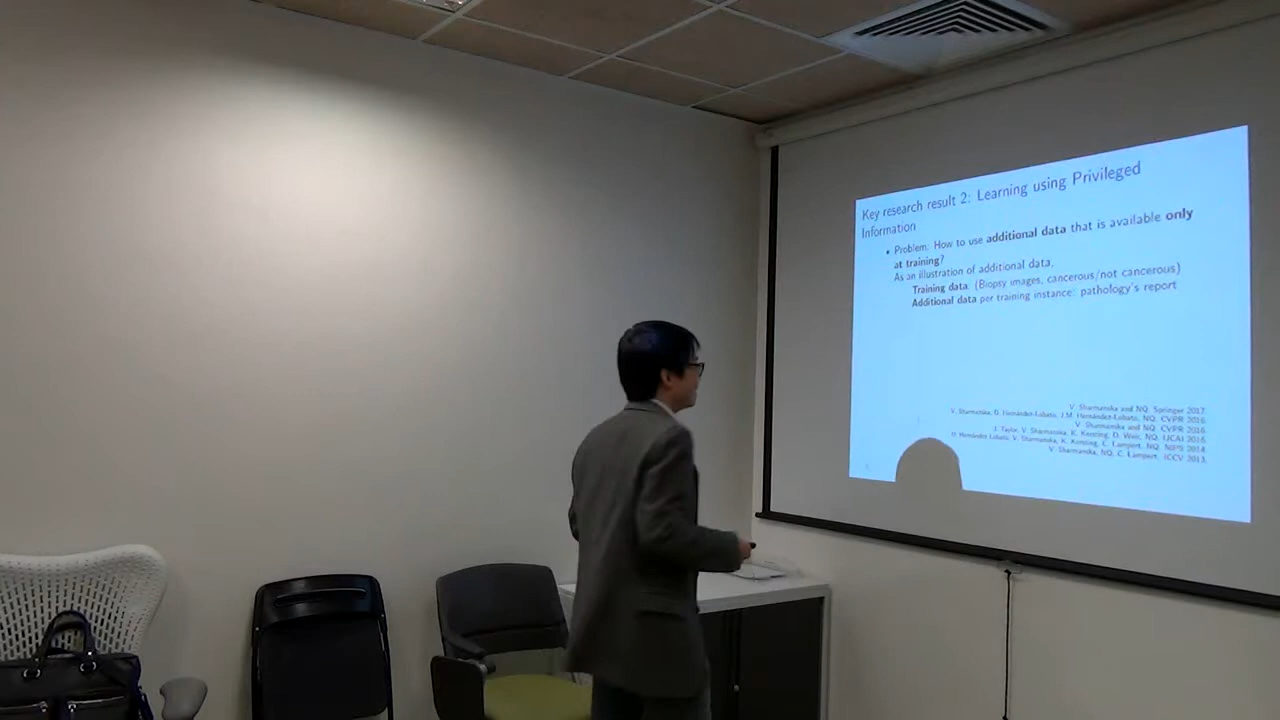 Key research result 2: Learning using Privileged
Information
• Problem: How to use additional data that is available only
at training?
As an illustration of additional data,
Training data: (Biopsy images, cancerous/not cancerous)
Additional data per training instance: pathology's report
V. Sharmanska and NQ. Springer 2017.
V. Sharmanska, D. Hernández-Lobato, J.M. Hernández-Lobato, NQ. CVPR 2016.
V. Sharmanska and NQ. CVPR 2016.
J. Taylor, V. Sharmanska, K. Kersting, D. Weir, NQ. IJCAI 2016.
Hernández-Lobato, V. Sharmanska, K. Kersting, C. Lampert, NQ. NIPS 2014.
V. Sharmanska, NQ, C. Lampert. ICCV 2013.